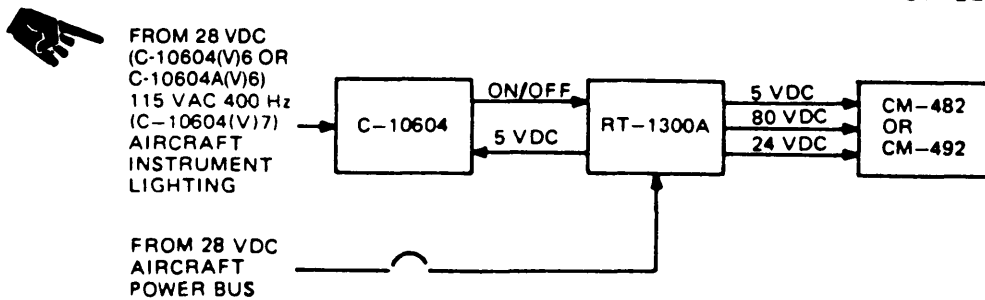 FROM 28 VDC
(C-10604(V)6 OR
C-10604A(V)6)
115 VAC 400 Hz
(C-10604(V)7)
AIRCRAFT
INSTRUMENT
LIGHTING
C-10604
ON/OFF
5 VDC
RT-1300A
5 VDC
80 VDC
24 VDC
CM-482
OR
CM-492
FROM 28 VDC
AIRCRAFT
POWER BUS